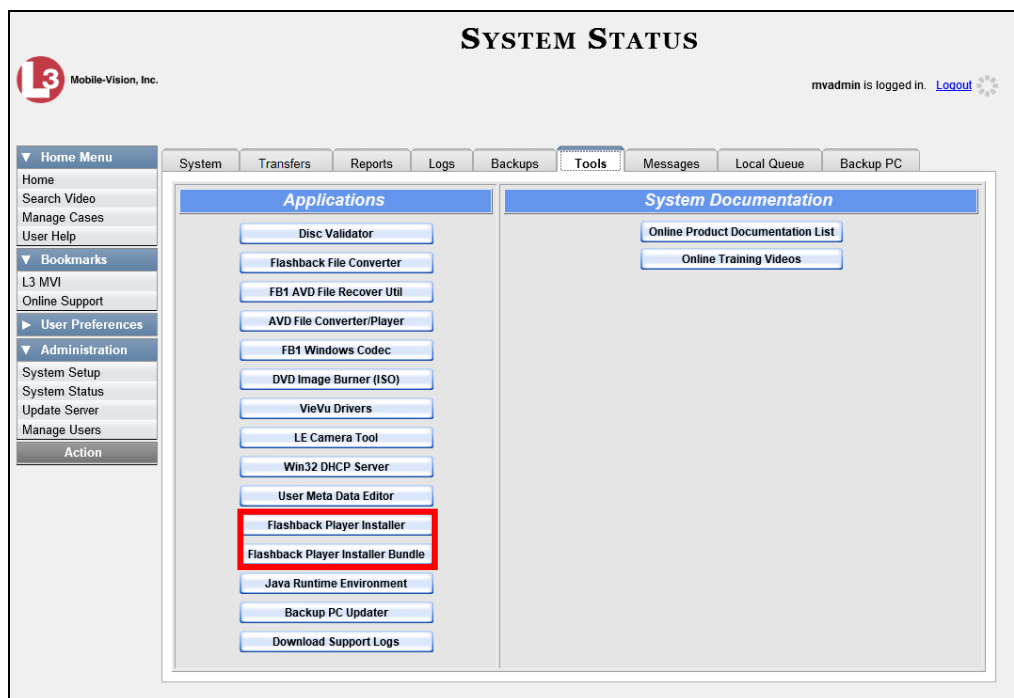 SYSTEM STATUS
L3 Mobile-Vision, Inc.
mvadmin is logged in. Logout
▼ Home Menu
Home
Search Video
Manage Cases
User Help
▼ Bookmarks
L3 MVI
Online Support
▶ User Preferences
▼ Administration
System Setup
System Status
Update Server
Manage Users
Action
System Transfers Reports Logs Backups Tools Messages Local Queue Backup PC
Applications
Disc Validator
Flashback File Converter
FB1 AVD File Recover Util
AVD File Converter/Player
FB1 Windows Codec
DVD Image Burner (ISO)
VieVu Drivers
LE Camera Tool
Win32 DHCP Server
User Meta Data Editor
Flashback Player Installer
Flashback Player Installer Bundle
Java Runtime Environment
Backup PC Updater
Download Support Logs
System Documentation
Online Product Documentation List
Online Training Videos